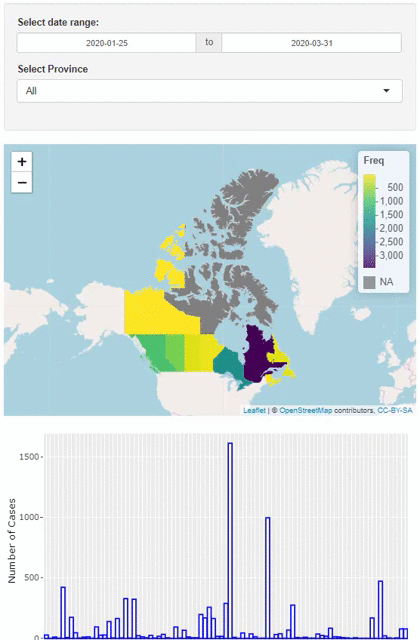 Select date range:
2020-01-25 to 2020-03-31
Select Province
All
+
−
Freq
500
1,000
1,500
2,000
2,500
3,000
NA
Leaflet | © OpenStreetMap contributors, CC-BY-SA
Number of Cases
1500
1000
500
0